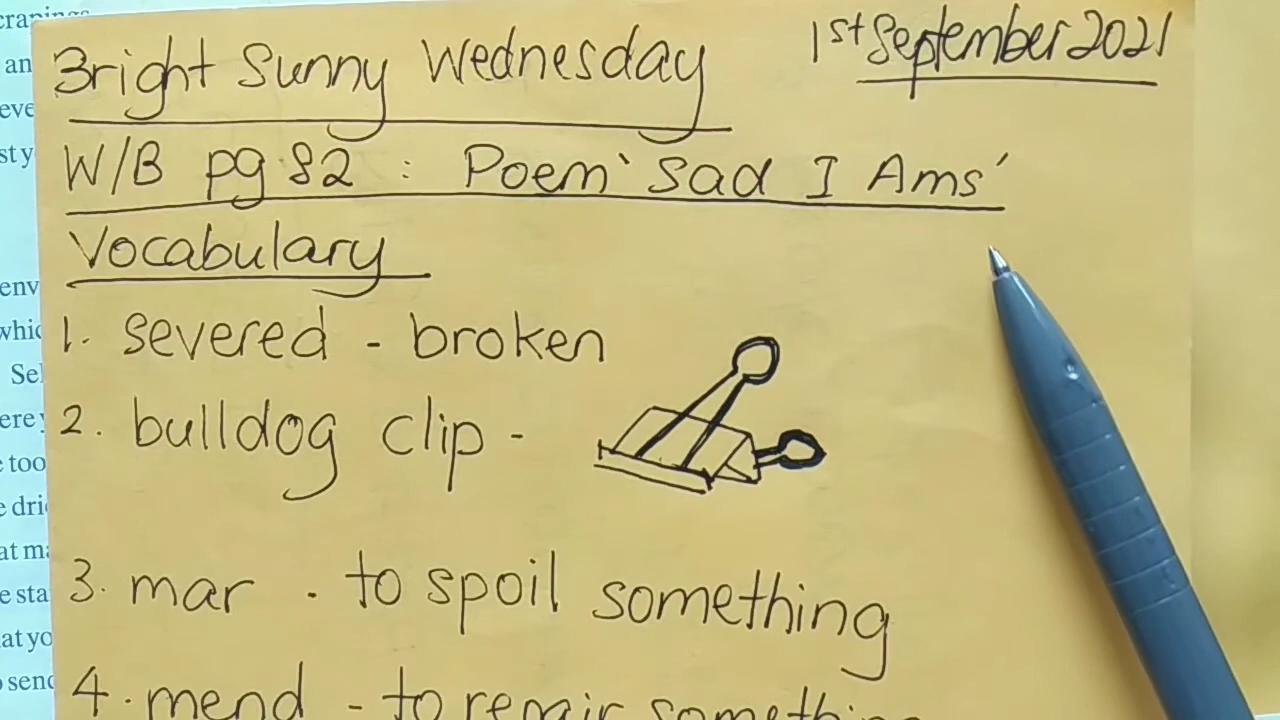 Bright Sunny Wednesday
1st September 2021
W/B pg 82 : Poem 'Sad I Ams'
Vocabulary
1. severed - broken
2. bulldog clip -
3. mar - to spoil something
4. mend - to repair something